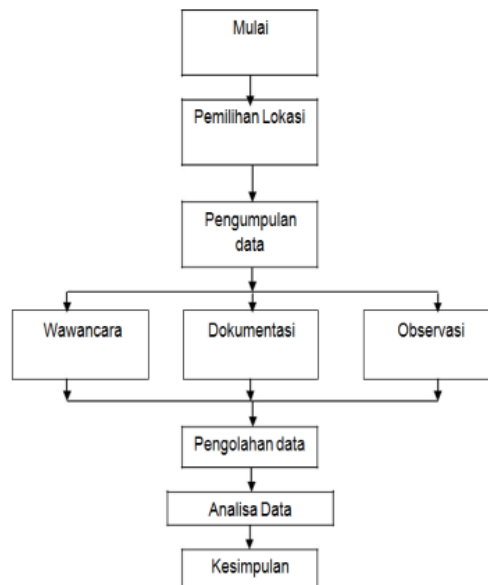 Mulai
Pemilihan Lokasi
Pengumpulan
data
Wawancara
Dokumentasi
Observasi
Pengolahan data
Analisa Data
Kesimpulan